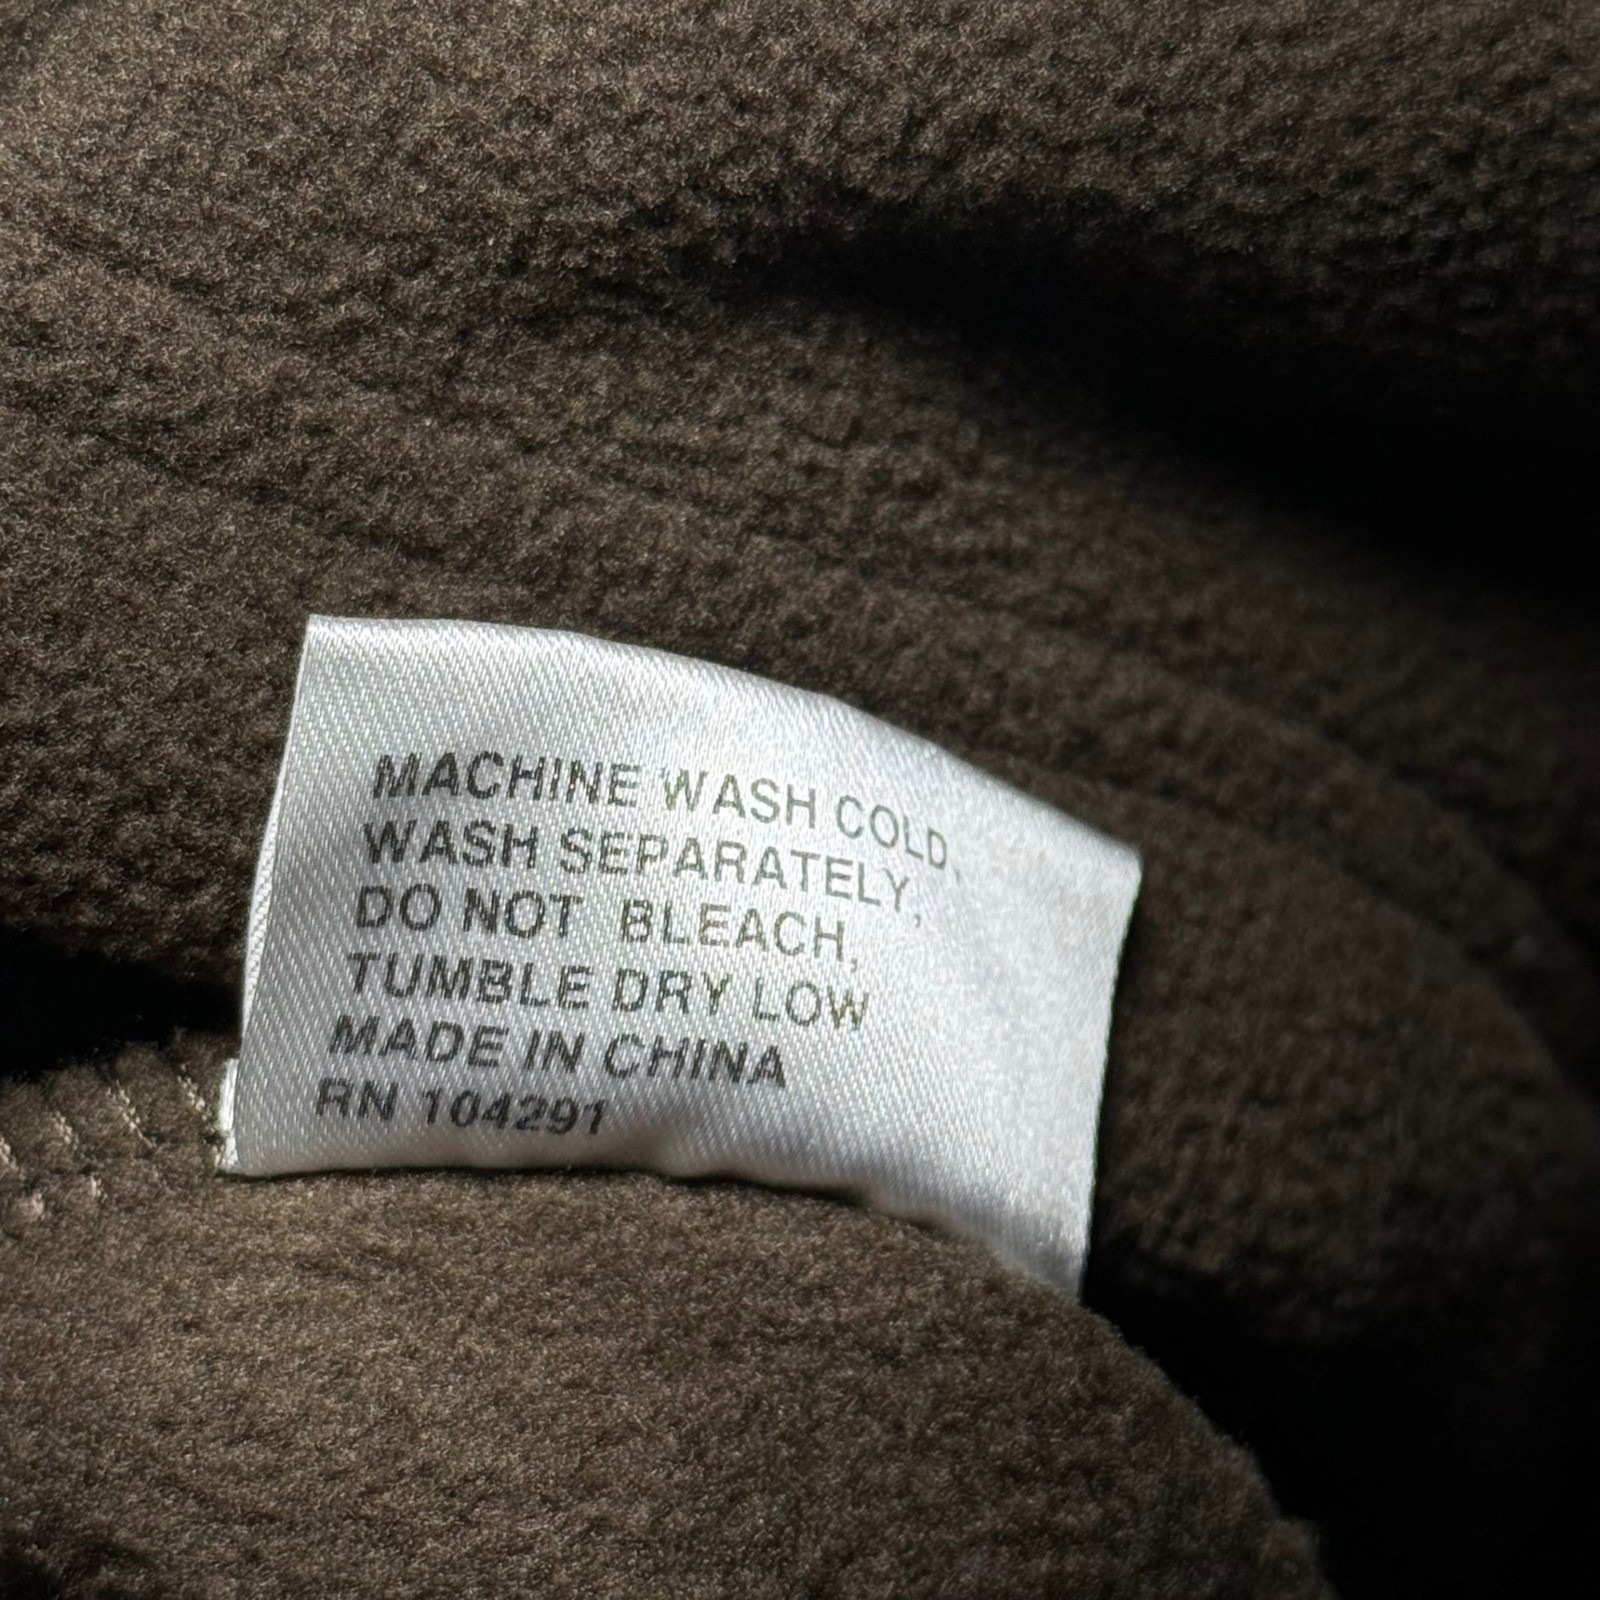 MACHINE WASH COLD,
WASH SEPARATELY,
DO NOT BLEACH,
TUMBLE DRY LOW
MADE IN CHINA
RN 104291